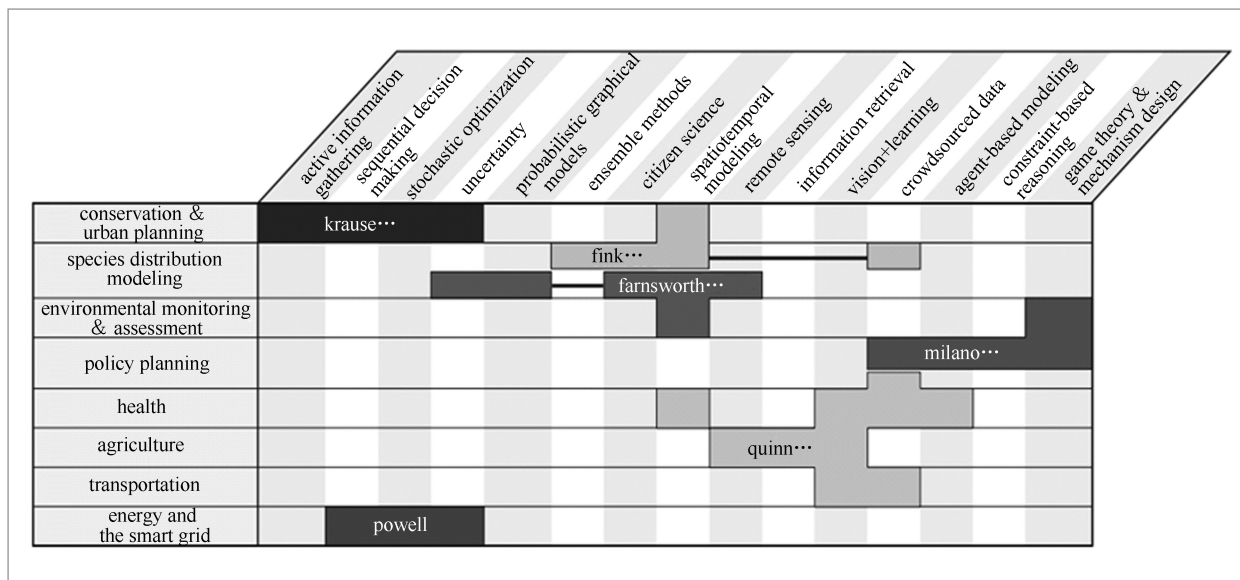 active information
gathering
sequential decision
making
stochastic optimization
uncertainty
probabilistic graphical
models
ensemble methods
citizen science
spatiotemporal
modeling
remote sensing
information retrieval
vision+learning
crowdsourced data
agent-based modeling
constraint-based
reasoning
game theory &
mechanism design
conservation &
urban planning
krause···
species distribution
modeling
fink···
farnsworth···
environmental monitoring
& assessment
policy planning
milano···
health
agriculture
quinn···
transportation
energy and
the smart grid
powell